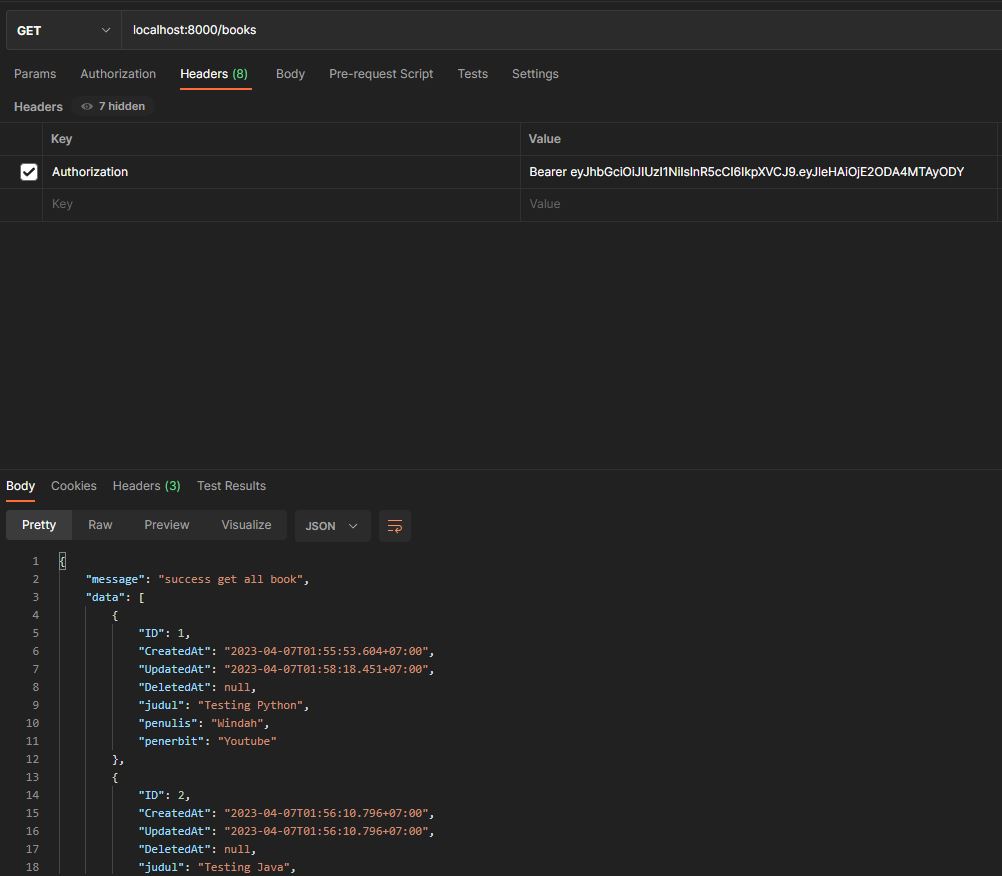 GET localhost:8000/books
Params Authorization Headers (8) Body Pre-request Script Tests Settings
Headers 7 hidden
Key Value
Authorization Bearer eyJhbGciOiJIUzI1NiIsInR5cCI6IkpXVCJ9.eyJleHAiOjE2ODA4MTAyODY
Key Value
Body Cookies Headers (3) Test Results
Pretty Raw Preview Visualize JSON
1 {
2 "message": "success get all book",
3 "data": [
4 {
5 "ID": 1,
6 "CreatedAt": "2023-04-07T01:55:53.604+07:00",
7 "UpdatedAt": "2023-04-07T01:58:18.451+07:00",
8 "DeletedAt": null,
9 "judul": "Testing Python",
10 "penulis": "Windah",
11 "penerbit": "Youtube"
12 },
13 {
14 "ID": 2,
15 "CreatedAt": "2023-04-07T01:56:10.796+07:00",
16 "UpdatedAt": "2023-04-07T01:56:10.796+07:00",
17 "DeletedAt": null,
18 "judul": "Testing Java",